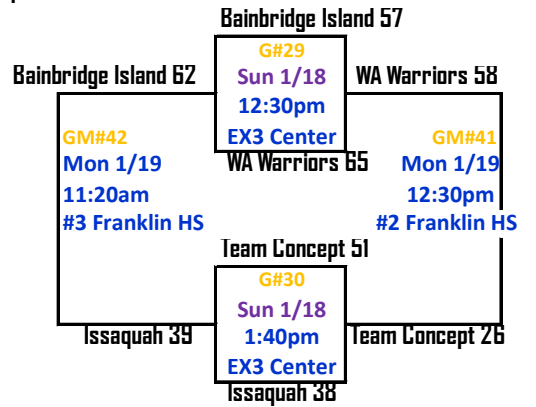 Bainbridge Island 57
G#29
Sun 1/18
12:30pm
EX3 Center
WA Warriors 65
Bainbridge Island 62
WA Warriors 58
GM#42
Mon 1/19
11:20am
#3 Franklin HS
GM#41
Mon 1/19
12:30pm
#2 Franklin HS
Team Concept 51
G#30
Sun 1/18
1:40pm
EX3 Center
Issaquah 38
Issaquah 39
Team Concept 26